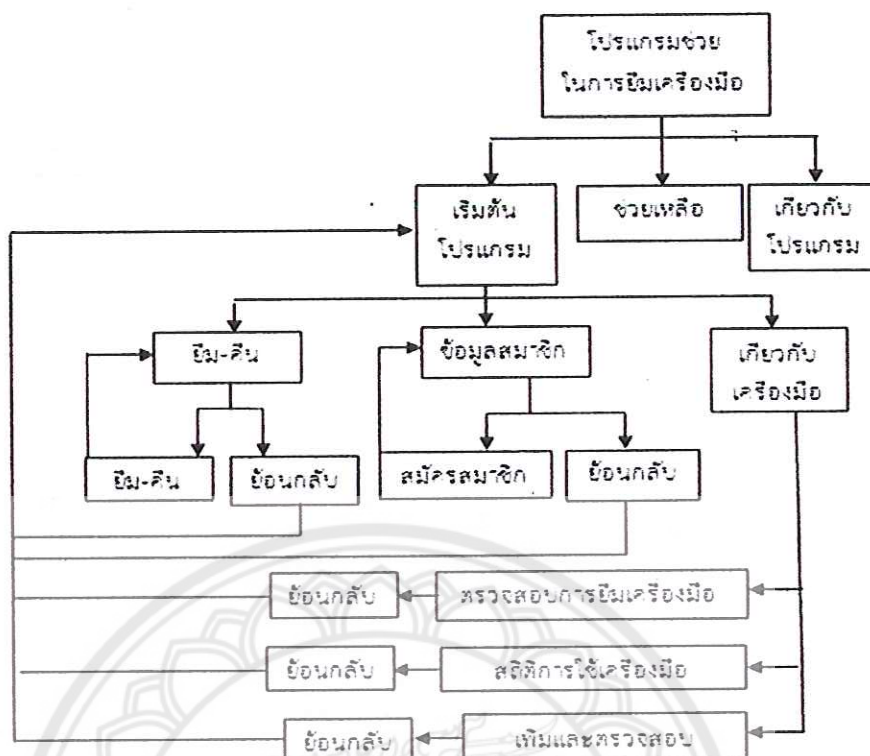 โปรแกรมช่วย
ในการยืมเครื่องมือ
เริ่มต้น
โปรแกรม
ช่วยเหลือ
เกี่ยวกับ
โปรแกรม
ยืม-คืน
ข้อมูลสมาชิก
เกี่ยวกับ
เครื่องมือ
ยืม-คืน
ย้อนกลับ
สมัครสมาชิก
ย้อนกลับ
ย้อนกลับ
ตรวจสอบการยืมเครื่องมือ
ย้อนกลับ
สถิติการใช้เครื่องมือ
ย้อนกลับ
เพิ่มและตรวจสอบ